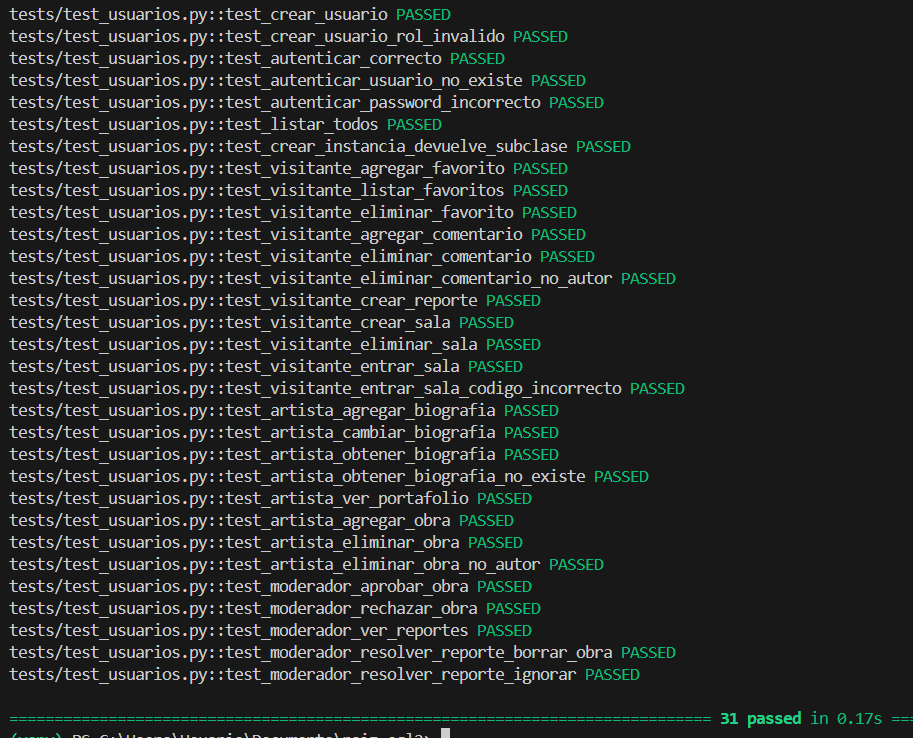 tests/test_usuarios.py::test_crear_usuario PASSED
tests/test_usuarios.py::test_crear_usuario_rol_invalido PASSED
tests/test_usuarios.py::test_autenticar_correcto PASSED
tests/test_usuarios.py::test_autenticar_usuario_no_existe PASSED
tests/test_usuarios.py::test_autenticar_password_incorrecto PASSED
tests/test_usuarios.py::test_listar_todos PASSED
tests/test_usuarios.py::test_crear_instancia_devuelve_subclase PASSED
tests/test_usuarios.py::test_visitante_agregar_favorito PASSED
tests/test_usuarios.py::test_visitante_listar_favoritos PASSED
tests/test_usuarios.py::test_visitante_eliminar_favorito PASSED
tests/test_usuarios.py::test_visitante_agregar_comentario PASSED
tests/test_usuarios.py::test_visitante_eliminar_comentario PASSED
tests/test_usuarios.py::test_visitante_eliminar_comentario_no_autor PASSED
tests/test_usuarios.py::test_visitante_crear_reporte PASSED
tests/test_usuarios.py::test_visitante_crear_sala PASSED
tests/test_usuarios.py::test_visitante_eliminar_sala PASSED
tests/test_usuarios.py::test_visitante_entrar_sala PASSED
tests/test_usuarios.py::test_visitante_entrar_sala_codigo_incorrecto PASSED
tests/test_usuarios.py::test_artista_agregar_biografia PASSED
tests/test_usuarios.py::test_artista_cambiar_biografia PASSED
tests/test_usuarios.py::test_artista_obtener_biografia PASSED
tests/test_usuarios.py::test_artista_obtener_biografia_no_existe PASSED
tests/test_usuarios.py::test_artista_ver_portafolio PASSED
tests/test_usuarios.py::test_artista_agregar_obra PASSED
tests/test_usuarios.py::test_artista_eliminar_obra PASSED
tests/test_usuarios.py::test_artista_eliminar_obra_no_autor PASSED
tests/test_usuarios.py::test_moderador_aprobar_obra PASSED
tests/test_usuarios.py::test_moderador_rechazar_obra PASSED
tests/test_usuarios.py::test_moderador_ver_reportes PASSED
tests/test_usuarios.py::test_moderador_resolver_reporte_borrar_obra PASSED
tests/test_usuarios.py::test_moderador_resolver_reporte_ignorar PASSED
============================================================================== 31 passed in 0.17s ===